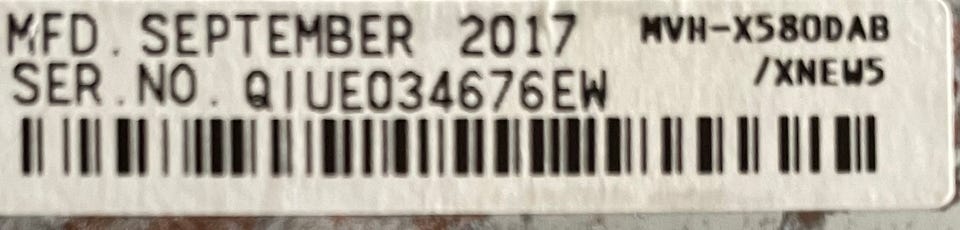 MFD. SEPTEMBER 2017 MVH-X580DAB
/XNEW5
SER.NO. QIUE034676EW